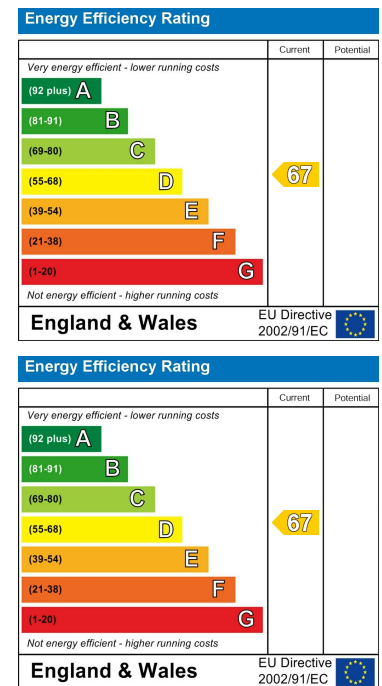 Energy Efficiency Rating
Current Potential
Very energy efficient - lower running costs
(92 plus) A
(81-91) B
(69-80) C
(55-68) D
67
(39-54) E
(21-38) F
(1-20) G
Not energy efficient - higher running costs
England & Wales
EU Directive
2002/91/EC
Energy Efficiency Rating
Current Potential
Very energy efficient - lower running costs
(92 plus) A
(81-91) B
(69-80) C
(55-68) D
67
(39-54) E
(21-38) F
(1-20) G
Not energy efficient - higher running costs
England & Wales
EU Directive
2002/91/EC